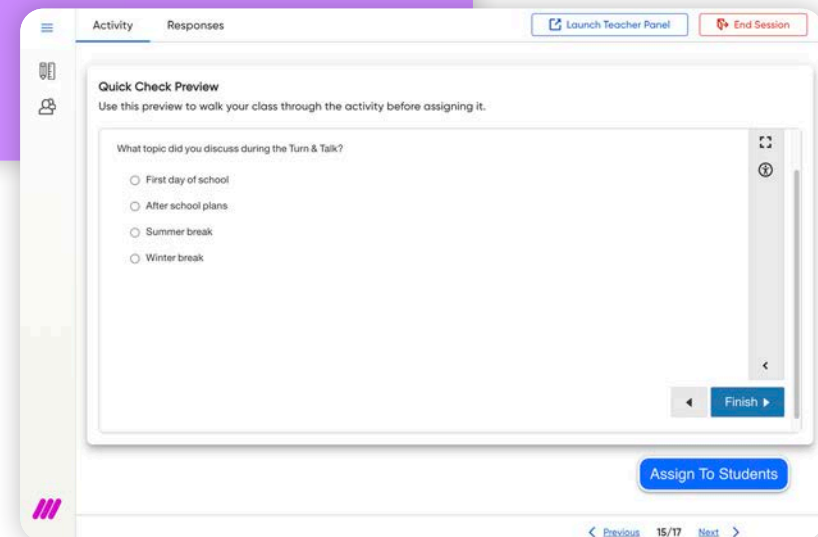 Activity Responses Launch Teacher Panel End Session
Quick Check Preview
Use this preview to walk your class through the activity before assigning it.
What topic did you discuss during the Turn & Talk?
First day of school
After school plans
Summer break
Winter break
Finish
Assign To Students
Previous 15/17 Next